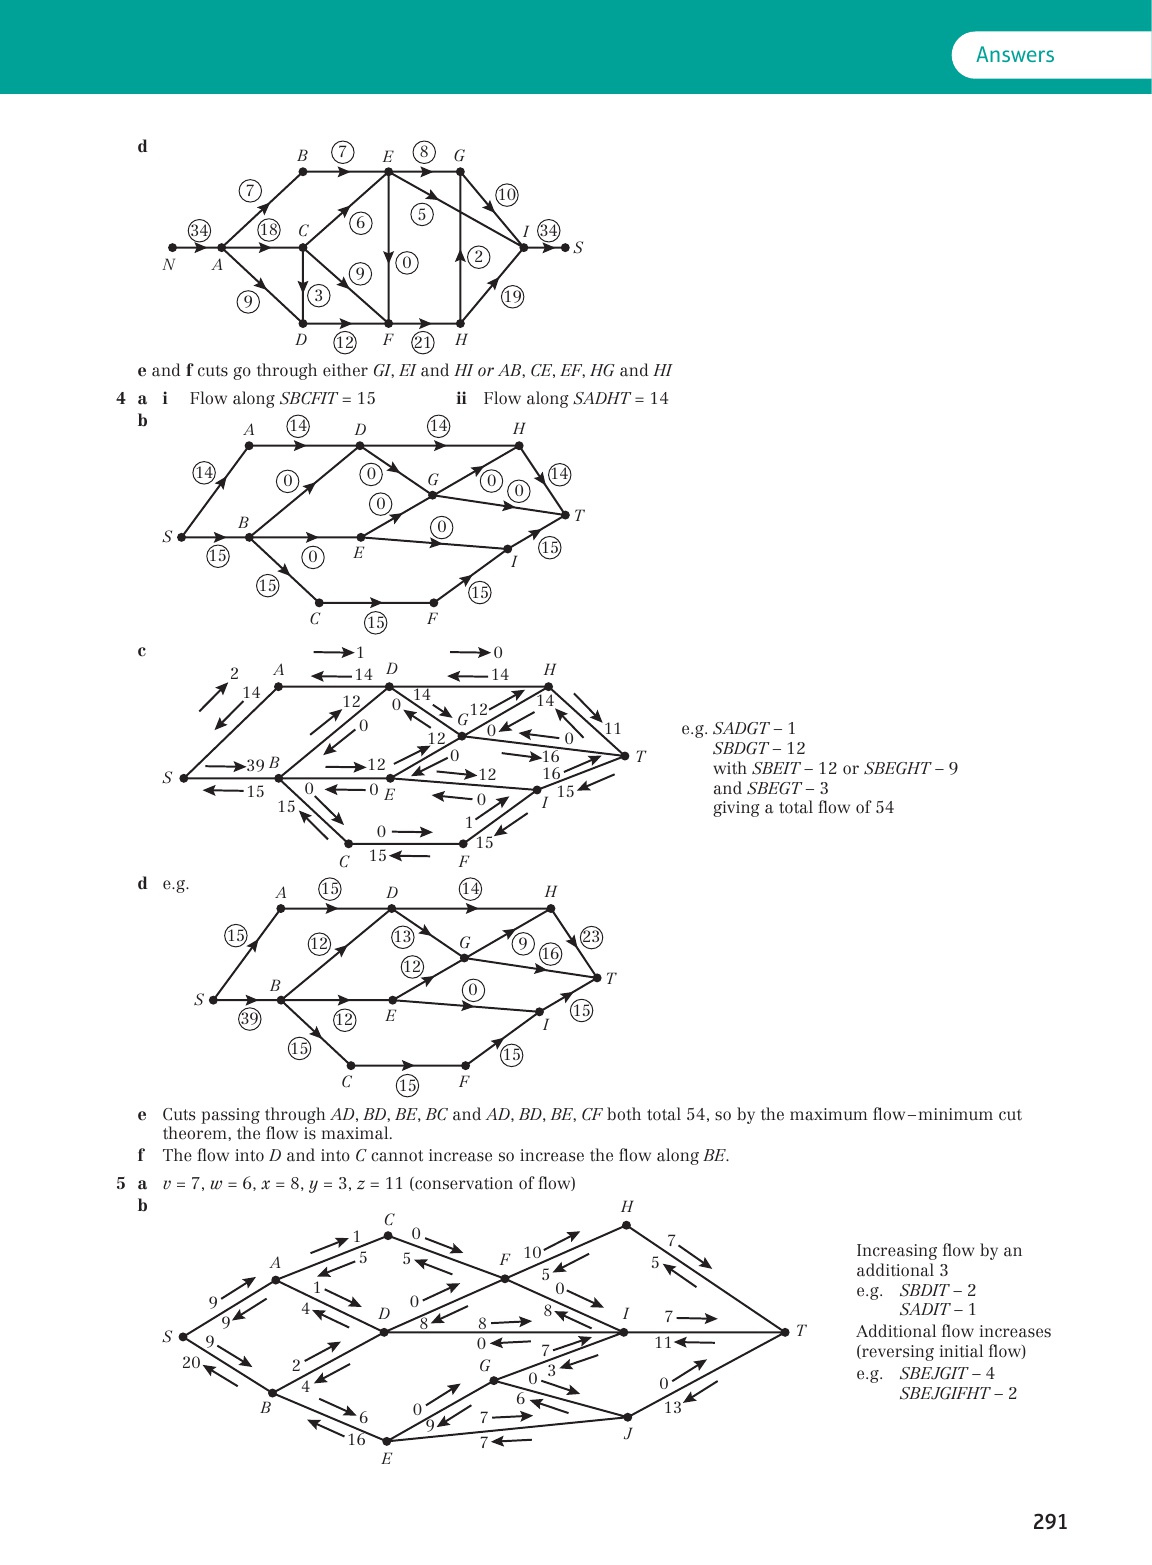 Answers
d
B 7 E 8 G
7 10
34 18 C 6 5 I 34
N A S
9 0 2
9 3 19
D 12 F 21 H
e and f cuts go through either GI, EI and HI or AB, CE, EF, HG and HI
4 a i Flow along SBCFIT = 15 ii Flow along SADHT = 14
b
A 14 D 14 H
14 0 0 G 0 0 14
0
S B T
15 0 E 0 I 15
15 15
C 15 F
c
1 0
2 A 14 D 14 H
14 12 0 14 12 14
0 G 0 11
12 0
0 16 T
S 39 B 12 12 16
15 0 0 E 0 I 15
15 1
0 15
C 15 F
e.g. SADGT – 1
SBDGT – 12
with SBEIT – 12 or SBEGHT – 9
and SBEGT – 3
giving a total flow of 54
d e.g.
A 15 D 14 H
15 12 13 G 9 16 23
12 T
S B 0
39 12 E I 15
15 15
C 15 F
e Cuts passing through AD, BD, BE, BC and AD, BD, BE, CF both total 54, so by the maximum flow–minimum cut
theorem, the flow is maximal.
f The flow into D and into C cannot increase so increase the flow along BE.
5 a v = 7, w = 6, x = 8, y = 3, z = 11 (conservation of flow)
b
H
C
1 0 7
A 5 5 F 10 5
1 5
9 4 0 0
9 D 8 8 I 7
S 9 8 T
20 2 0 7 11
4 G 3
B 6 0 0 0
9 6 13
16 7 J
E 7
Increasing flow by an
additional 3
e.g. SBDIT – 2
SADIT – 1
Additional flow increases
(reversing initial flow)
e.g. SBEJGIT – 4
SBEJGIFHT – 2
291